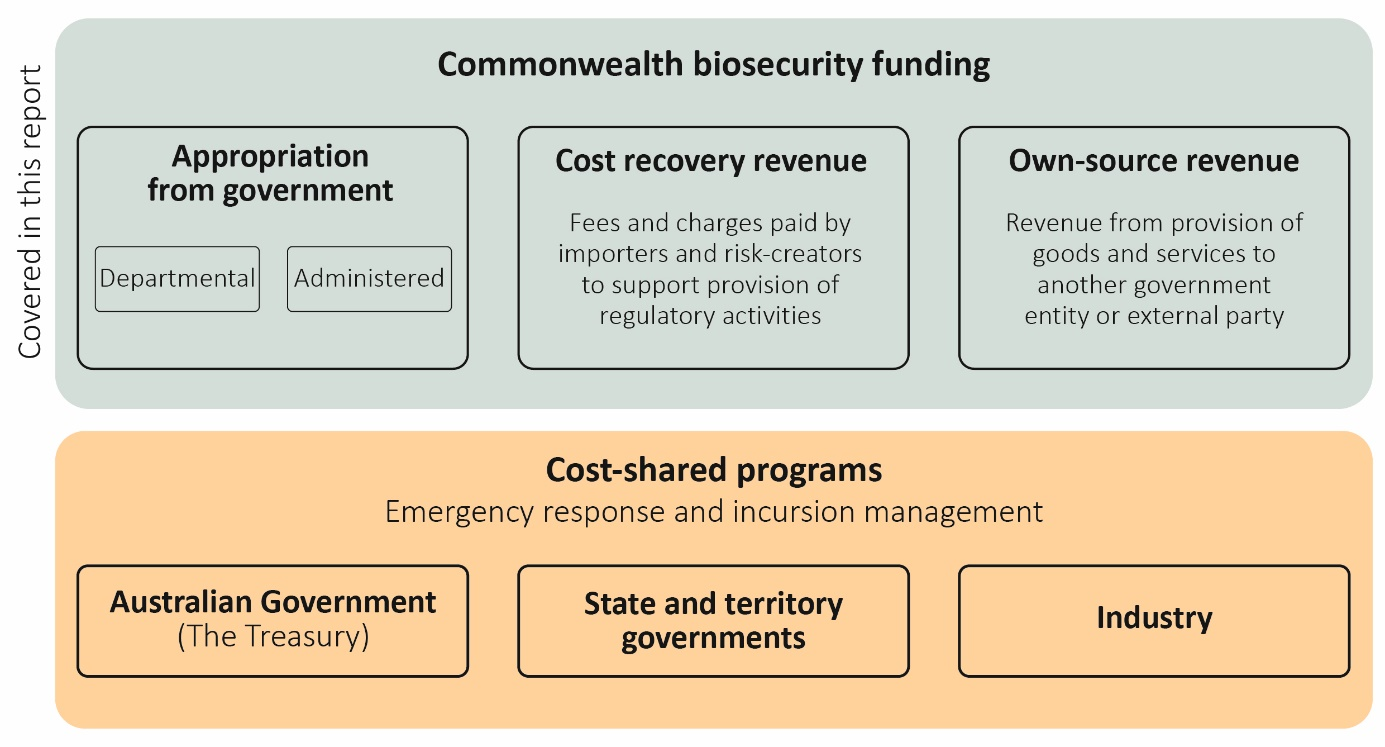 Covered in this report
Commonwealth biosecurity funding
Appropriation
from government
Departmental
Administered
Cost recovery revenue
Fees and charges paid by
importers and risk-creators
to support provision of
regulatory activities
Own-source revenue
Revenue from provision of
goods and services to
another government
entity or external party
Cost-shared programs
Emergency response and incursion management
Australian Government
(The Treasury)
State and territory
governments
Industry